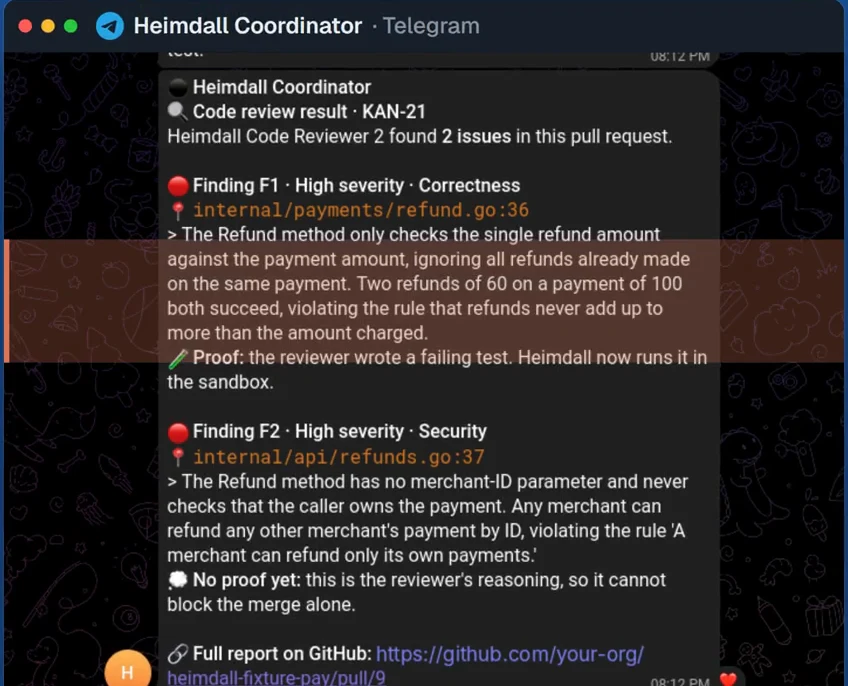 Heimdall Coordinator · Telegram
test.
08:12 PM
Heimdall Coordinator
Code review result · KAN-21
Heimdall Code Reviewer 2 found 2 issues in this pull request.
Finding F1 · High severity · Correctness
internal/payments/refund.go:36
> The Refund method only checks the single refund amount
against the payment amount, ignoring all refunds already made
on the same payment. Two refunds of 60 on a payment of 100
both succeed, violating the rule that refunds never add up to
more than the amount charged.
Proof: the reviewer wrote a failing test. Heimdall now runs it in
the sandbox.
Finding F2 · High severity · Security
internal/api/refunds.go:37
> The Refund method has no merchant-ID parameter and never
checks that the caller owns the payment. Any merchant can
refund any other merchant's payment by ID, violating the rule 'A
merchant can refund only its own payments.'
No proof yet: this is the reviewer's reasoning, so it cannot
block the merge alone.
Full report on GitHub: https://github.com/your-org/
heimdall-fixture-pay/pull/9
08:12 PM
H